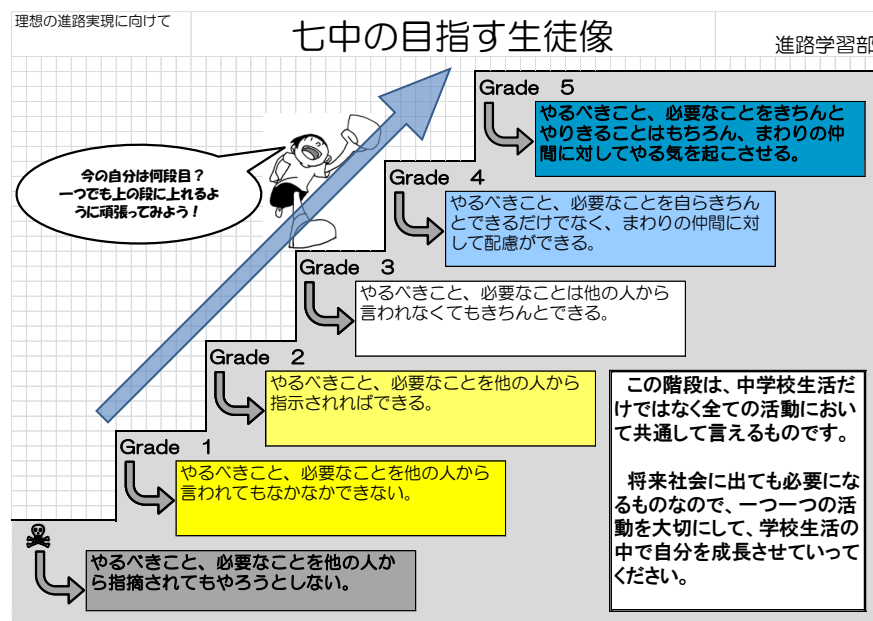 理想の進路実現に向けて
七中の目指す生徒像
進路学習部
Grade 5
やるべきこと、必要なことをきちんと
やりきることはもちろん、まわりの仲
間に対してやる気を起こさせる。
今の自分は何段目？
一つでも上の段に上れるよ
うに頑張ってみよう！
Grade 4
やるべきこと、必要なことを自らきちん
とできるだけでなく、まわりの仲間に対
して配慮ができる。
Grade 3
やるべきこと、必要なことは他の人から
言われなくてもきちんとできる。
Grade 2
やるべきこと、必要なことを他の人から
指示されればできる。
Grade 1
やるべきこと、必要なことを他の人から
言われてもなかなかできない。
やるべきこと、必要なことを他の人か
ら指摘されてもやろうとしない。
この階段は、中学校生活だ
けではなく全ての活動におい
て共通して言えるものです。
将来社会に出ても必要にな
るものなので、一つ一つの活
動を大切にして、学校生活の
中で自分を成長させていって
ください。